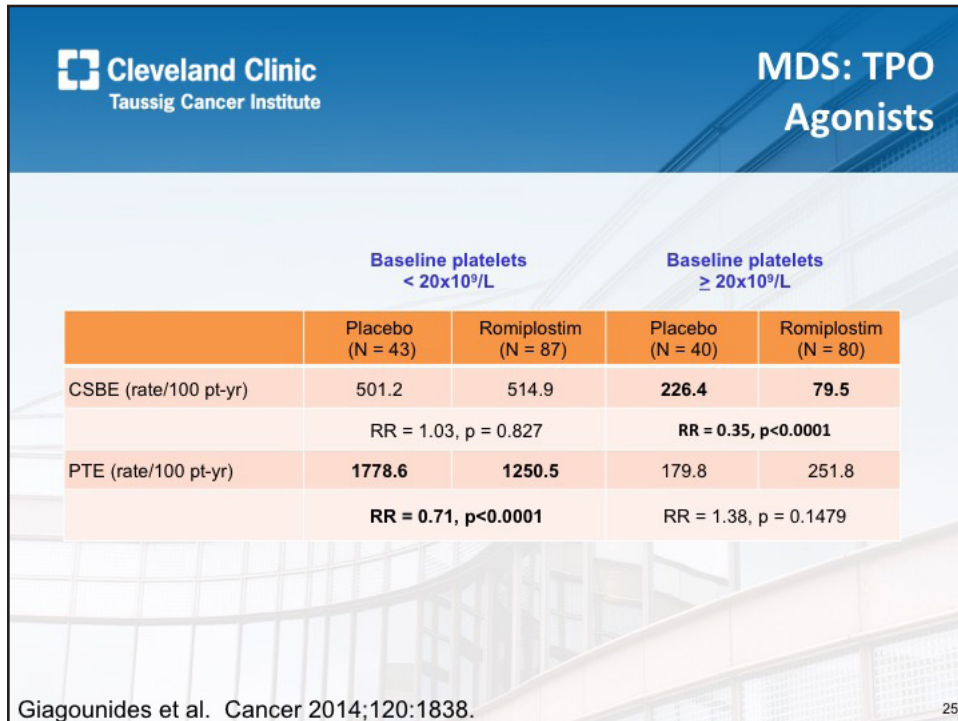 Cleveland Clinic
Taussig Cancer Institute
MDS: TPO
Agonists
Baseline platelets
< 20x10⁹/L
Baseline platelets
≥ 20x10⁹/L
Placebo
(N = 43)
Romiplostim
(N = 87)
Placebo
(N = 40)
Romiplostim
(N = 80)
CSBE (rate/100 pt-yr) 501.2 514.9 226.4 79.5
RR = 1.03, p = 0.827 RR = 0.35, p<0.0001
PTE (rate/100 pt-yr) 1778.6 1250.5 179.8 251.8
RR = 0.71, p<0.0001 RR = 1.38, p = 0.1479
Giagounides et al. Cancer 2014;120:1838.
25